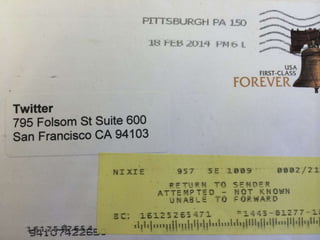 PITTSBURGH PA 150
18 FEB 2014 PM 6 L
USA
FIRST-CLASS
FOREVER
Twitter
795 Folsom St Suite 600
San Francisco CA 94103
NIXIE 957 5E 1009 0002/21
RETURN TO SENDER
ATTEMPTED - NOT KNOWN
UNABLE TO FORWARD
BC: 16125265471